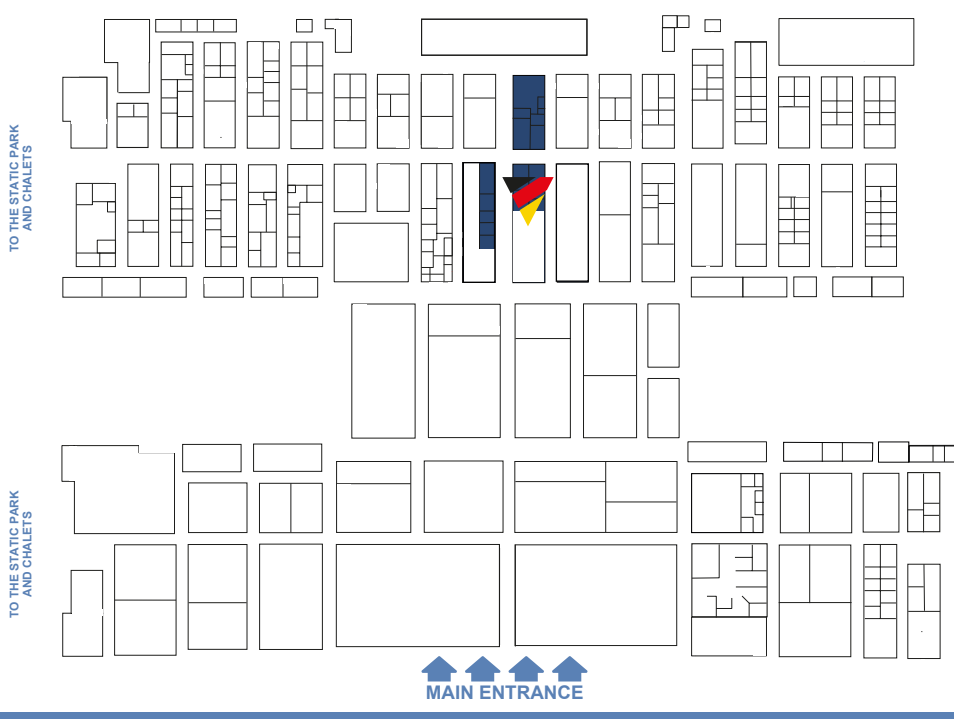 TO THE STATIC PARK
AND CHALETS
TO THE STATIC PARK
AND CHALETS
MAIN ENTRANCE